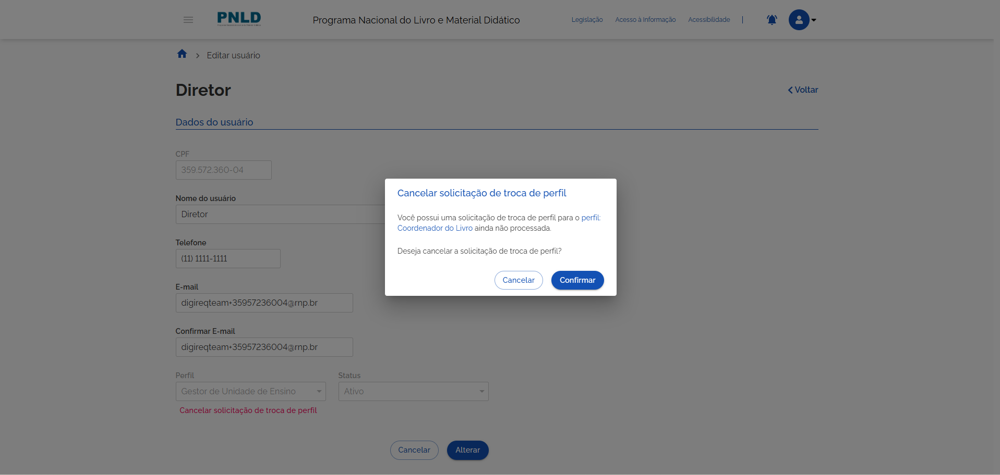 PNLD
Programa Nacional do Livro e Material Didático
Legislação
Acesso à Informação
Acessibilidade
Editar usuário
Diretor
Voltar
Dados do usuário
CPF
359.572.360-04
Nome do usuário
Diretor
Telefone
(11) 1111-1111
E-mail
digireqteam+35957236004@rnp.br
Confirmar E-mail
digireqteam+35957236004@rnp.br
Perfil
Status
Gestor de Unidade de Ensino
Ativo
Cancelar solicitação de troca de perfil
Cancelar
Alterar
Cancelar solicitação de troca de perfil
Você possui uma solicitação de troca de perfil para o perfil:
Coordenador do Livro ainda não processada.
Deseja cancelar a solicitação de troca de perfil?
Cancelar
Confirmar